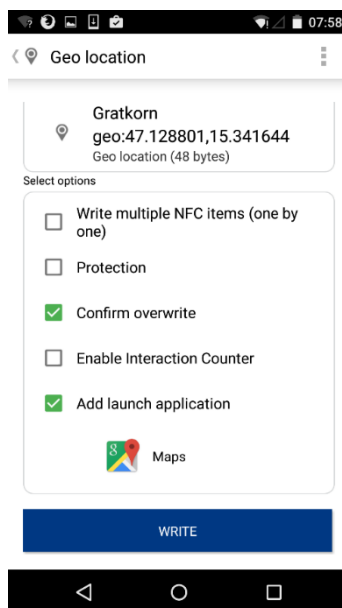 07:58
Geo location
Gratkorn
geo:47.128801,15.341644
Geo location (48 bytes)
Select options
Write multiple NFC items (one by
one)
Protection
Confirm overwrite
Enable Interaction Counter
Add launch application
8
Maps
WRITE